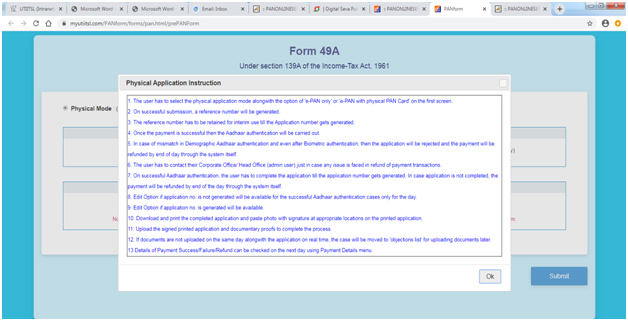 UTIITSL (Intranet
Microsoft Word
Microsoft Word
Email: Inbox
:: PANONLINE::
| Digital Seva Po
:: PANONLINE::
:: PANONLINE::
PANform
:: PANONLINE::
myutiitsl.com/PANform/forms/pan.html/prePANForm
Form 49A
Under section 139A of the Income-Tax Act, 1961
Physical Application Instruction
Physical Mode
1. The user has to select the physical application mode alongwith the option of 'e-PAN only' or 'e-PAN with physical PAN Card' on the first screen.
2. On successful submission, a reference number will be generated.
3. The reference number has to be retained for interim use till the Application number gets generated.
4. Once the payment is successful then the Aadhaar authentication will be carried out.
5. In case of mismatch in Demographic Aadhaar authentication and even after Biometric authentication, then the application will be rejected and the payment will be
refunded by end of day through the system itself.
6. The user has to contact their Corporate Office/ Head Office (admin user) just in case any issue is faced in refund of payment transactions.
7. On successful Aadhaar authentication, the user has to complete the application till the application number gets generated. In case application is not completed, the
payment will be refunded by end of the day through the system itself.
8. Edit Option if application no. is not generated will be available for the successful Aadhaar authentication cases only for the day.
9. Edit Option if application no. is generated will be available.
10. Download and print the completed application and paste photo with signature at appropriate locations on the printed application
11. Upload the signed printed application and documentary proofs to complete the process.
12. If documents are not uploaded on the same day alongwith the application on real time, the case will be moved to 'objections list' for uploading documents later.
13.Details of Payment Success/Failure/Refund can be checked on the next day using Payment Details menu.
Ok
Submit